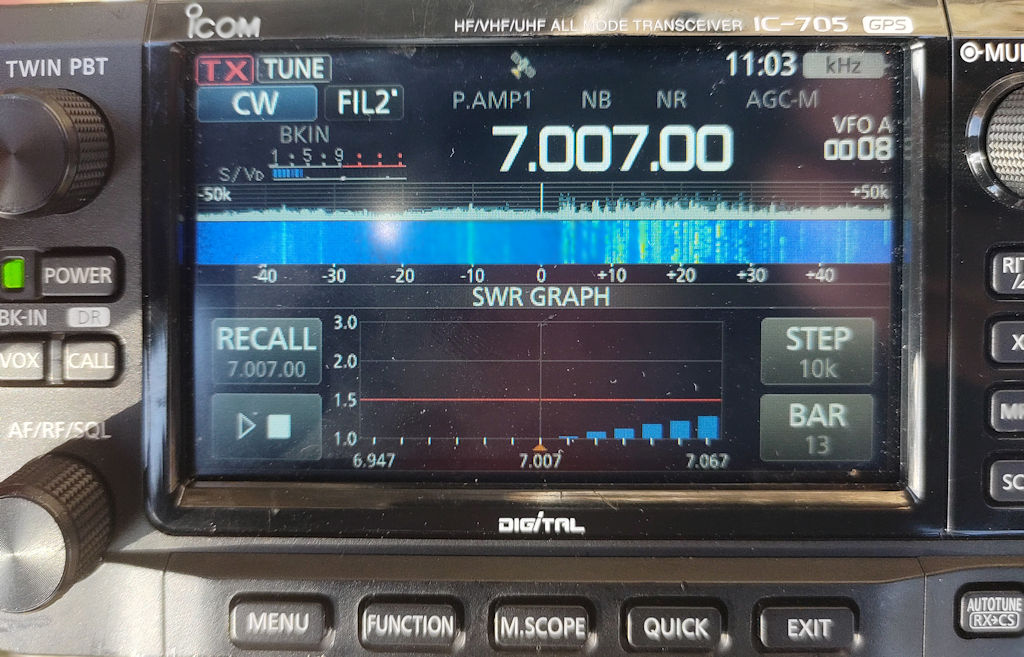 ICOM
HF/VHF/UHF ALL MODE TRANSCEIVER IC-705 GPS
TWIN PBT
TX TUNE 11:03 kHz
CW FIL2 P.AMP1 NB NR AGC-M
BKIN
1 5 9
S/VD
7.007.00
VFO A
0008
-50k +50k
-40 -30 -20 -10 0 +10 +20 +30 +40
SWR GRAPH
RECALL
7.007.00
3.0
2.0
1.5
1.0
6.947 7.007 7.067
STEP
10k
BAR
13
POWER
BK-IN DR
VOX CALL
AF/RF/SQL
DIGITAL
MENU FUNCTION M.SCOPE QUICK EXIT
AUTOTUNE
RX▸CS